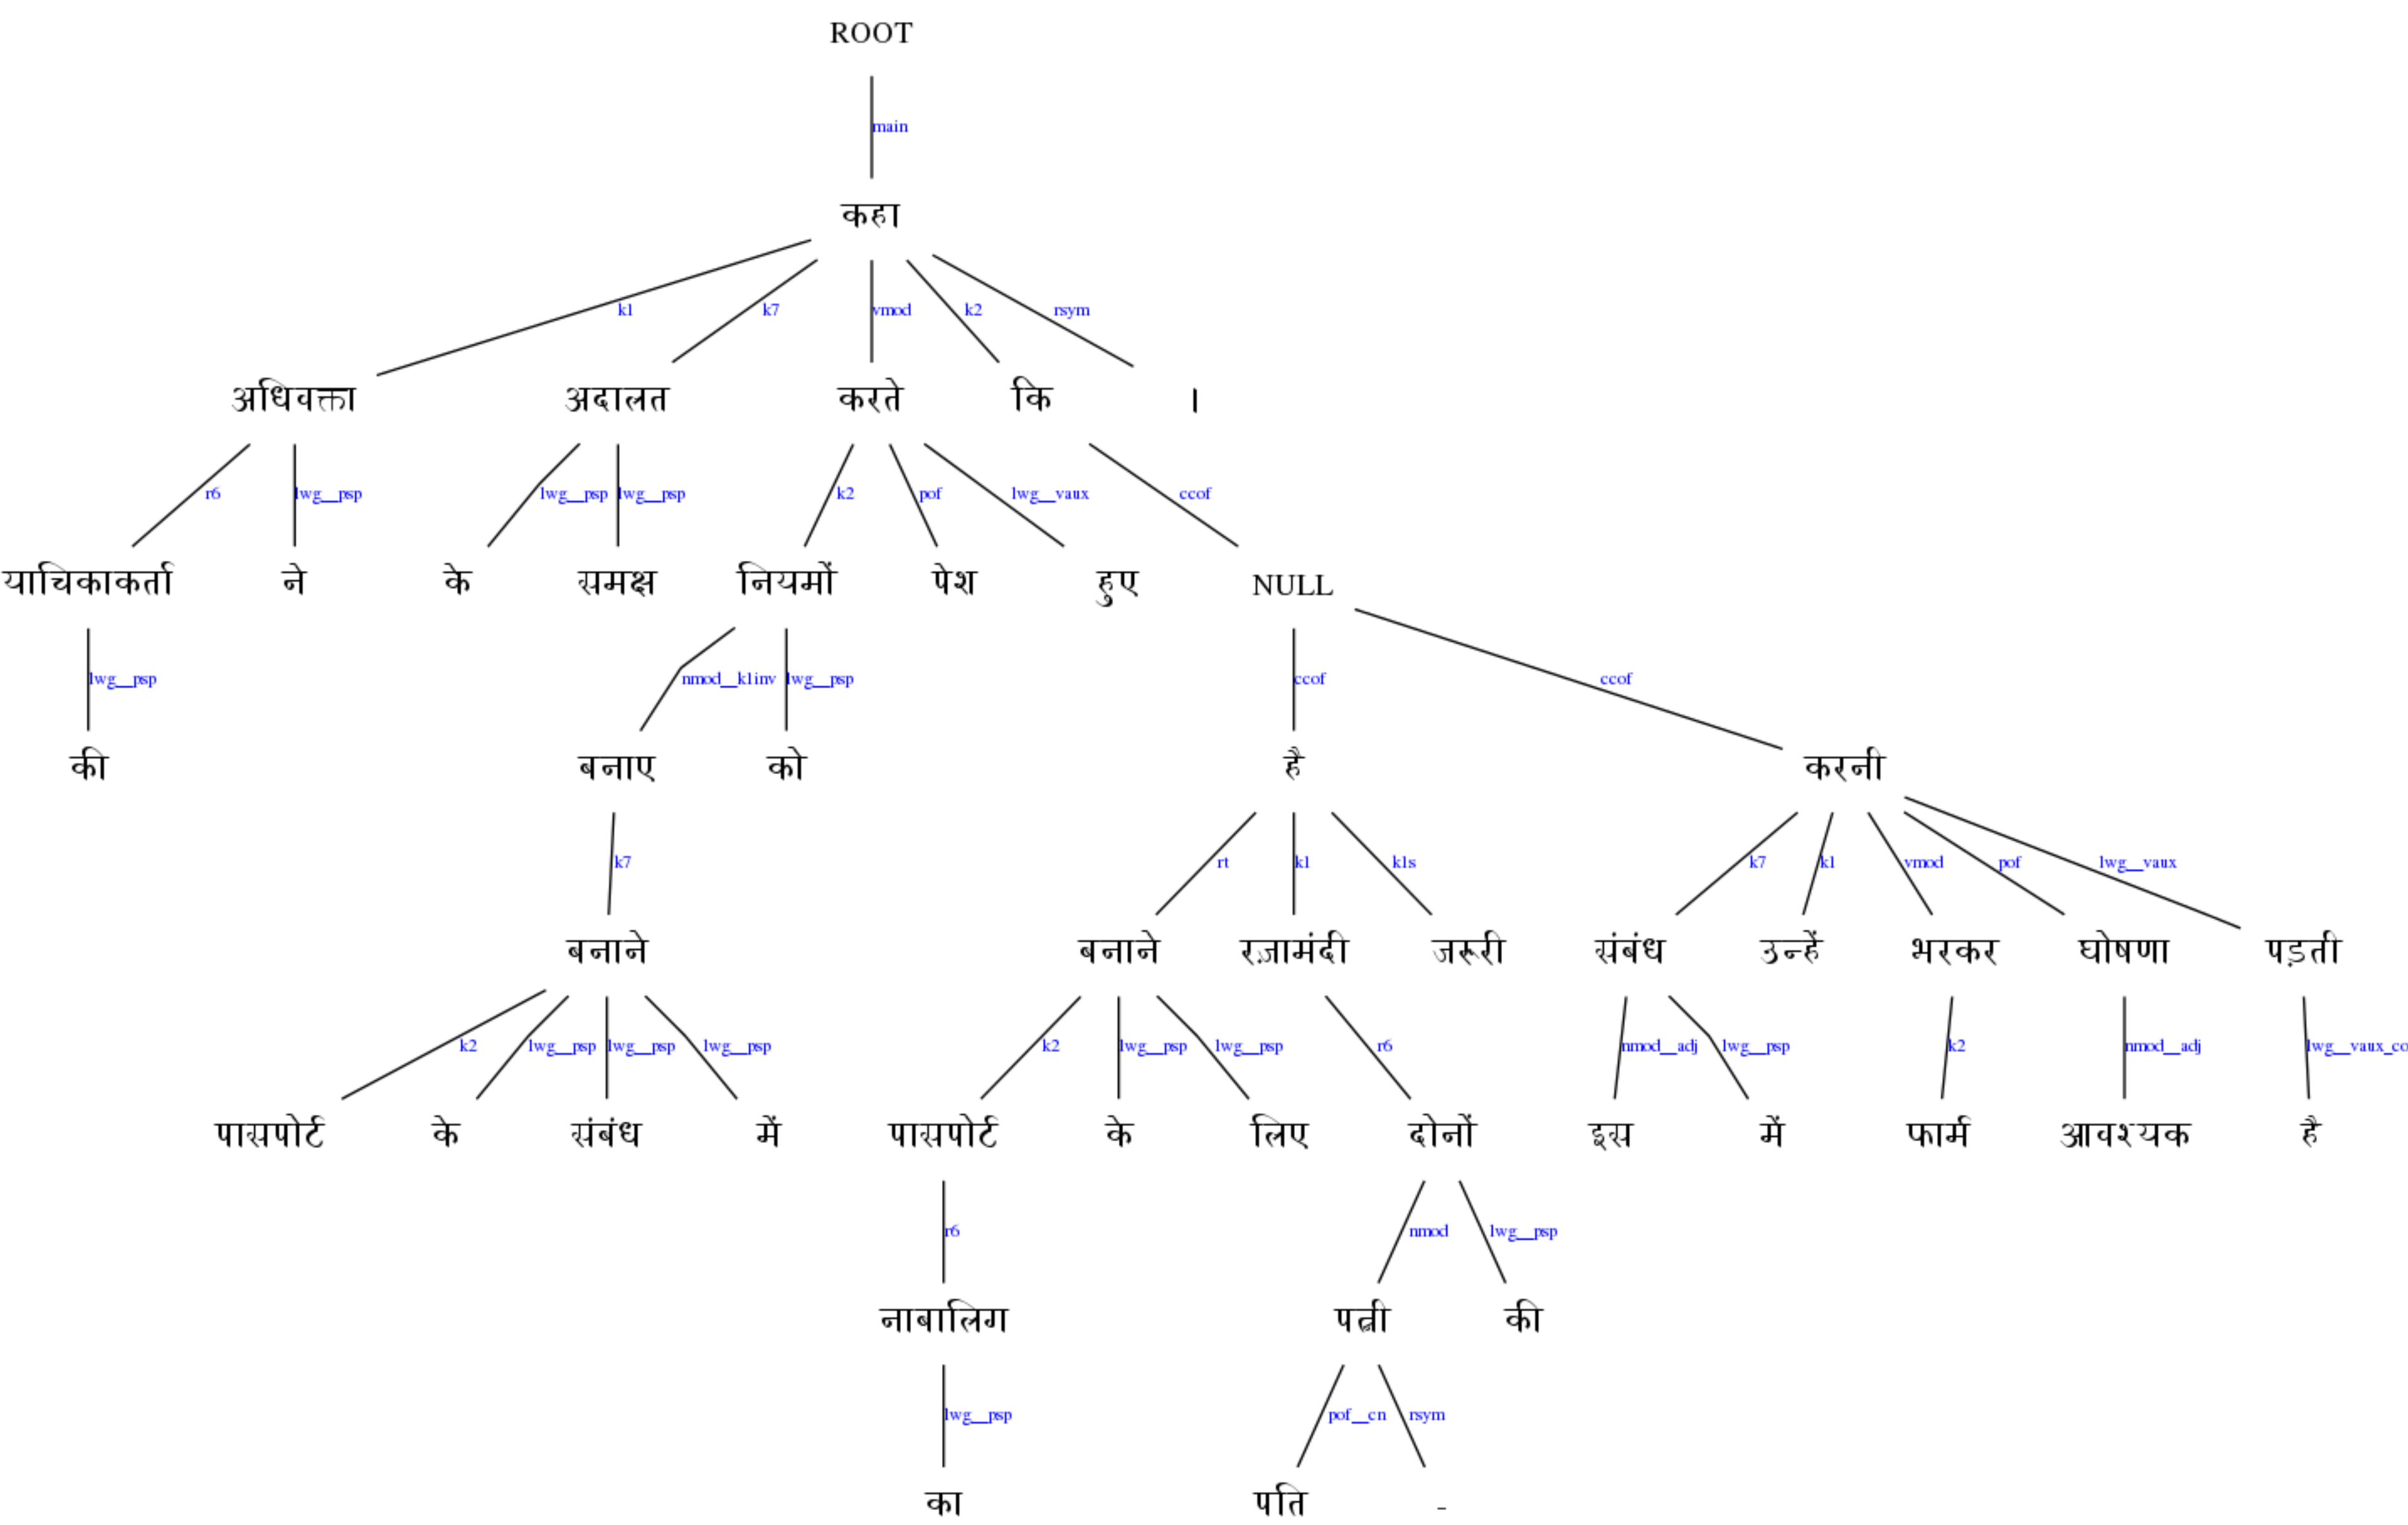 ROOT
main
कहा
k1 k7 vmod k2 rsym
अधिवक्ता अदालत करते कि ।
r6 lwg__psp lwg__psp lwg__psp k2 pof lwg__vaux ccof
याचिकाकर्ता ने के समक्ष नियमों पेश हुए NULL
lwg__psp nmod__k1inv lwg__psp ccof ccof
की बनाए को है करनी
k7 rt k1 k1s k7 k1 vmod pof lwg__vaux
बनाने बनाने रज़ामंदी जरूरी संबंध उन्हें भरकर घोषणा पड़ती
k2 lwg__psp lwg__psp lwg__psp k2 lwg__psp lwg__psp r6 nmod__adj lwg__psp k2 nmod__adj lwg__vaux_co
पासपोर्ट के संबंध में पासपोर्ट के लिए दोनों इस में फार्म आवश्यक है
r6 nmod lwg__psp
नाबालिग पत्नी की
lwg__psp pof__cn rsym
का पति -